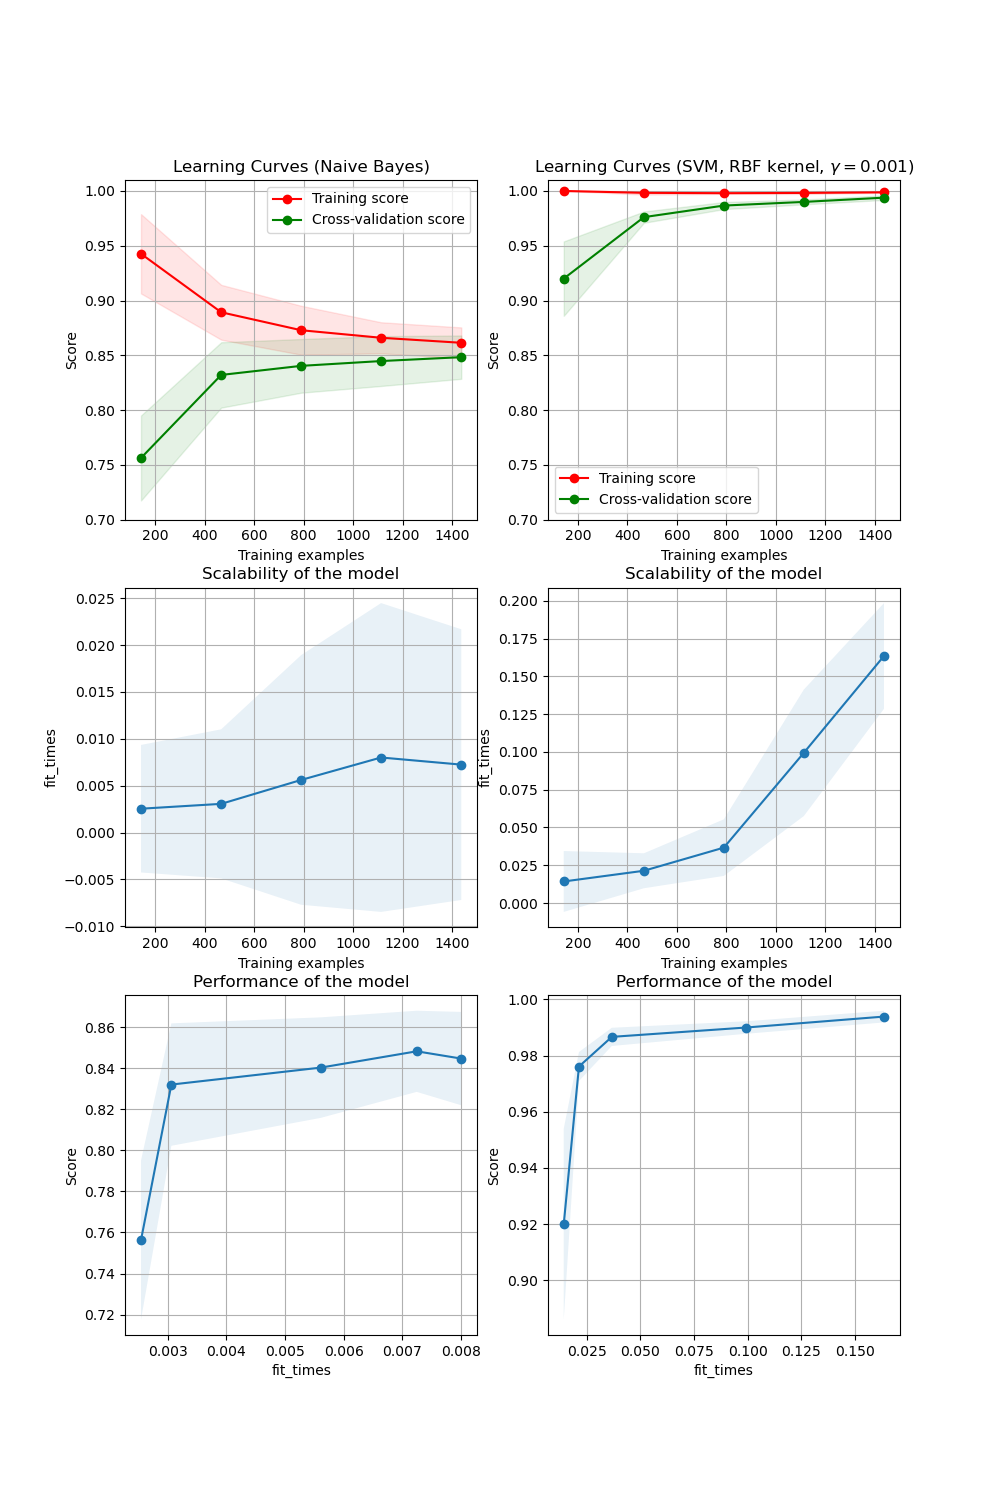 Learning Curves (Naive Bayes)
1.00
0.95
0.90
0.85
0.80
0.75
0.70
Score
Training score
Cross-validation score
200 400 600 800 1000 1200 1400
Training examples
Learning Curves (SVM, RBF kernel, γ = 0.001)
1.00
0.95
0.90
0.85
0.80
0.75
0.70
Score
Training score
Cross-validation score
200 400 600 800 1000 1200 1400
Training examples
Scalability of the model
0.025
0.020
0.015
0.010
0.005
0.000
−0.005
−0.010
fit_times
200 400 600 800 1000 1200 1400
Training examples
Scalability of the model
0.200
0.175
0.150
0.125
0.100
0.075
0.050
0.025
0.000
fit_times
200 400 600 800 1000 1200 1400
Training examples
Performance of the model
0.86
0.84
0.82
0.80
0.78
0.76
0.74
0.72
Score
0.003 0.004 0.005 0.006 0.007 0.008
fit_times
Performance of the model
1.00
0.98
0.96
0.94
0.92
0.90
Score
0.025 0.050 0.075 0.100 0.125 0.150
fit_times